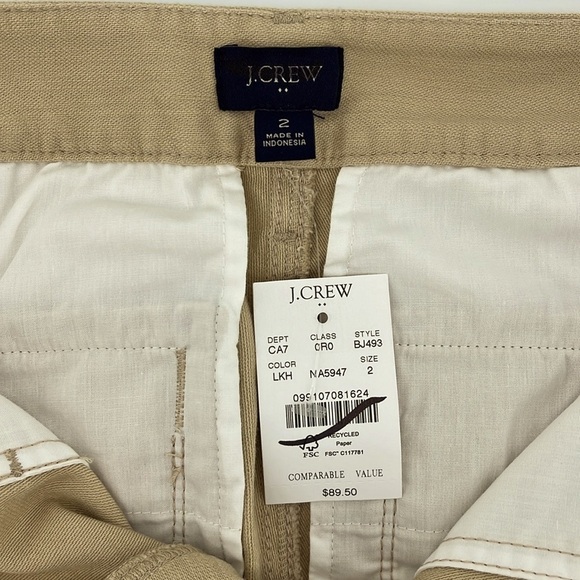 J.CREW
2
MADE IN
INDONESIA
J.CREW
DEPT CLASS STYLE
CA7 0R0 BJ493
COLOR SIZE
LKH NA5947 2
099107081624
RECYCLED
Paper
FSC FSC® C117781
COMPARABLE VALUE
$89.50